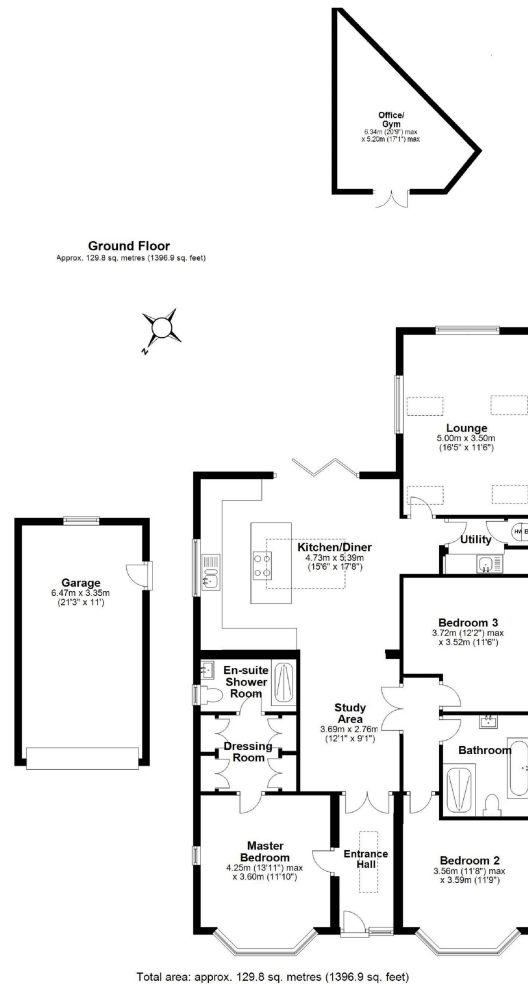 Office/
Gym
6.34m (20'9") max
x 5.20m (17'1") max
Ground Floor
Approx. 129.8 sq. metres (1396.9 sq. feet)
N
Lounge
5.00m x 3.50m
(16'5" x 11'6")
Kitchen/Diner
4.73m x 5.39m
(15'6" x 17'8")
Utility
HW
B
Garage
6.47m x 3.35m
(21'3" x 11')
Bedroom 3
3.72m (12'2") max
x 3.52m (11'6")
En-suite
Shower
Room
Study
Area
3.69m x 2.76m
(12'1" x 9'1")
Dressing
Room
Bathroom
Master
Bedroom
4.25m (13'11") max
x 3.60m (11'10")
Entrance
Hall
Bedroom 2
3.56m (11'8") max
x 3.59m (11'9")
Total area: approx. 129.8 sq. metres (1396.9 sq. feet)